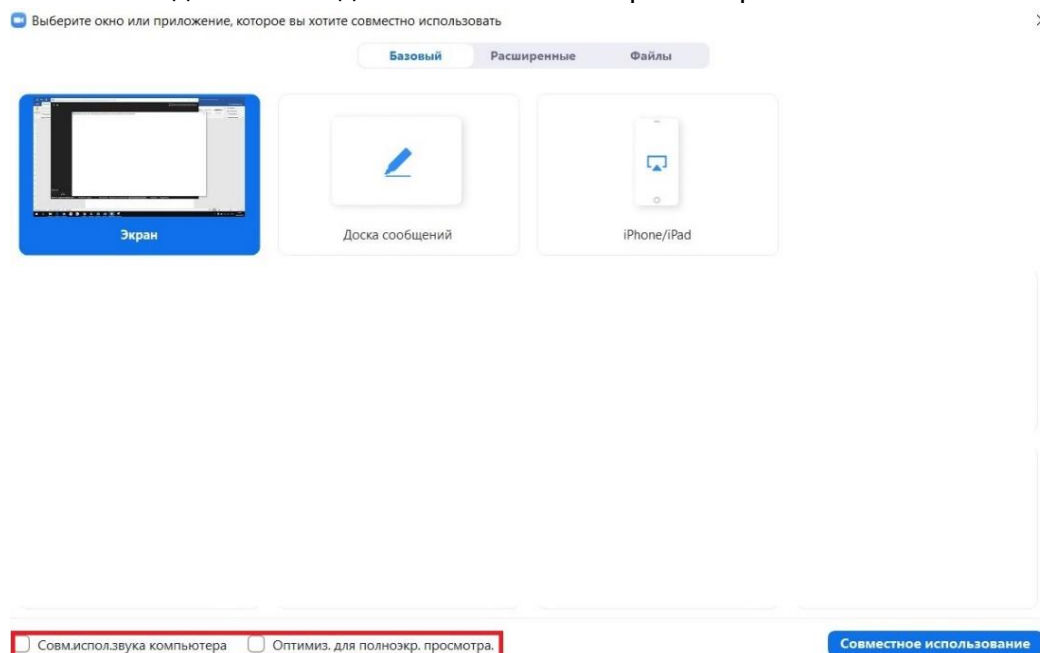 Выберите окно или приложение, которое вы хотите совместно использовать
Базовый Расширенные Файлы
Экран Доска сообщений iPhone/iPad
Совм.испол.звука компьютера Оптимиз. для полноэкр. просмотра.
Совместное использование